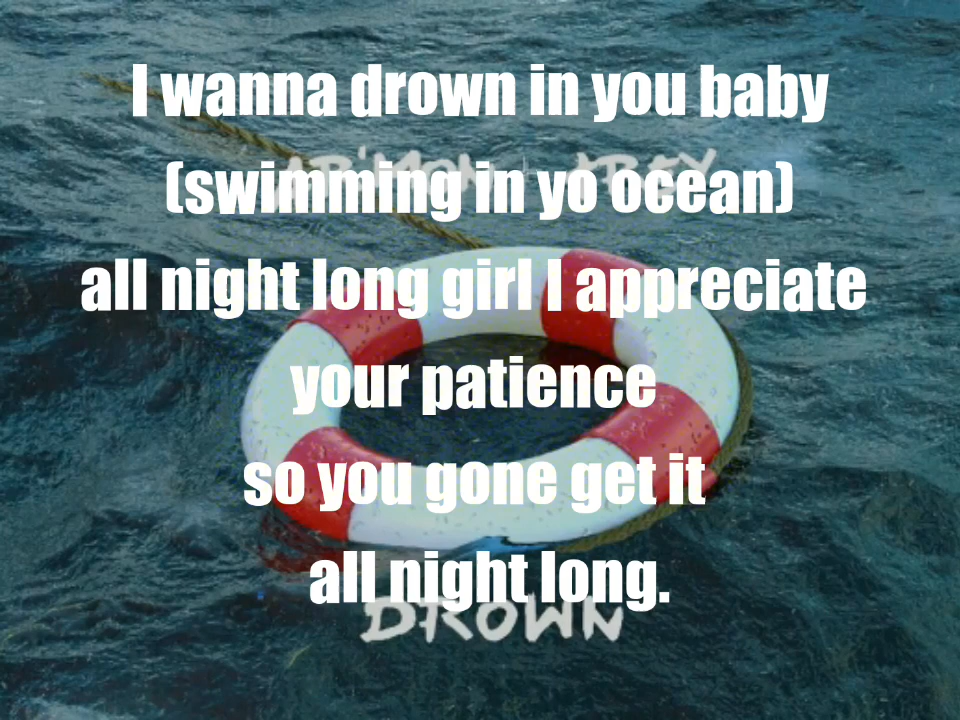 I wanna drown in you baby
(swimming in yo ocean)
all night long girl I appreciate
your patience
so you gone get it
all night long.
DROWN